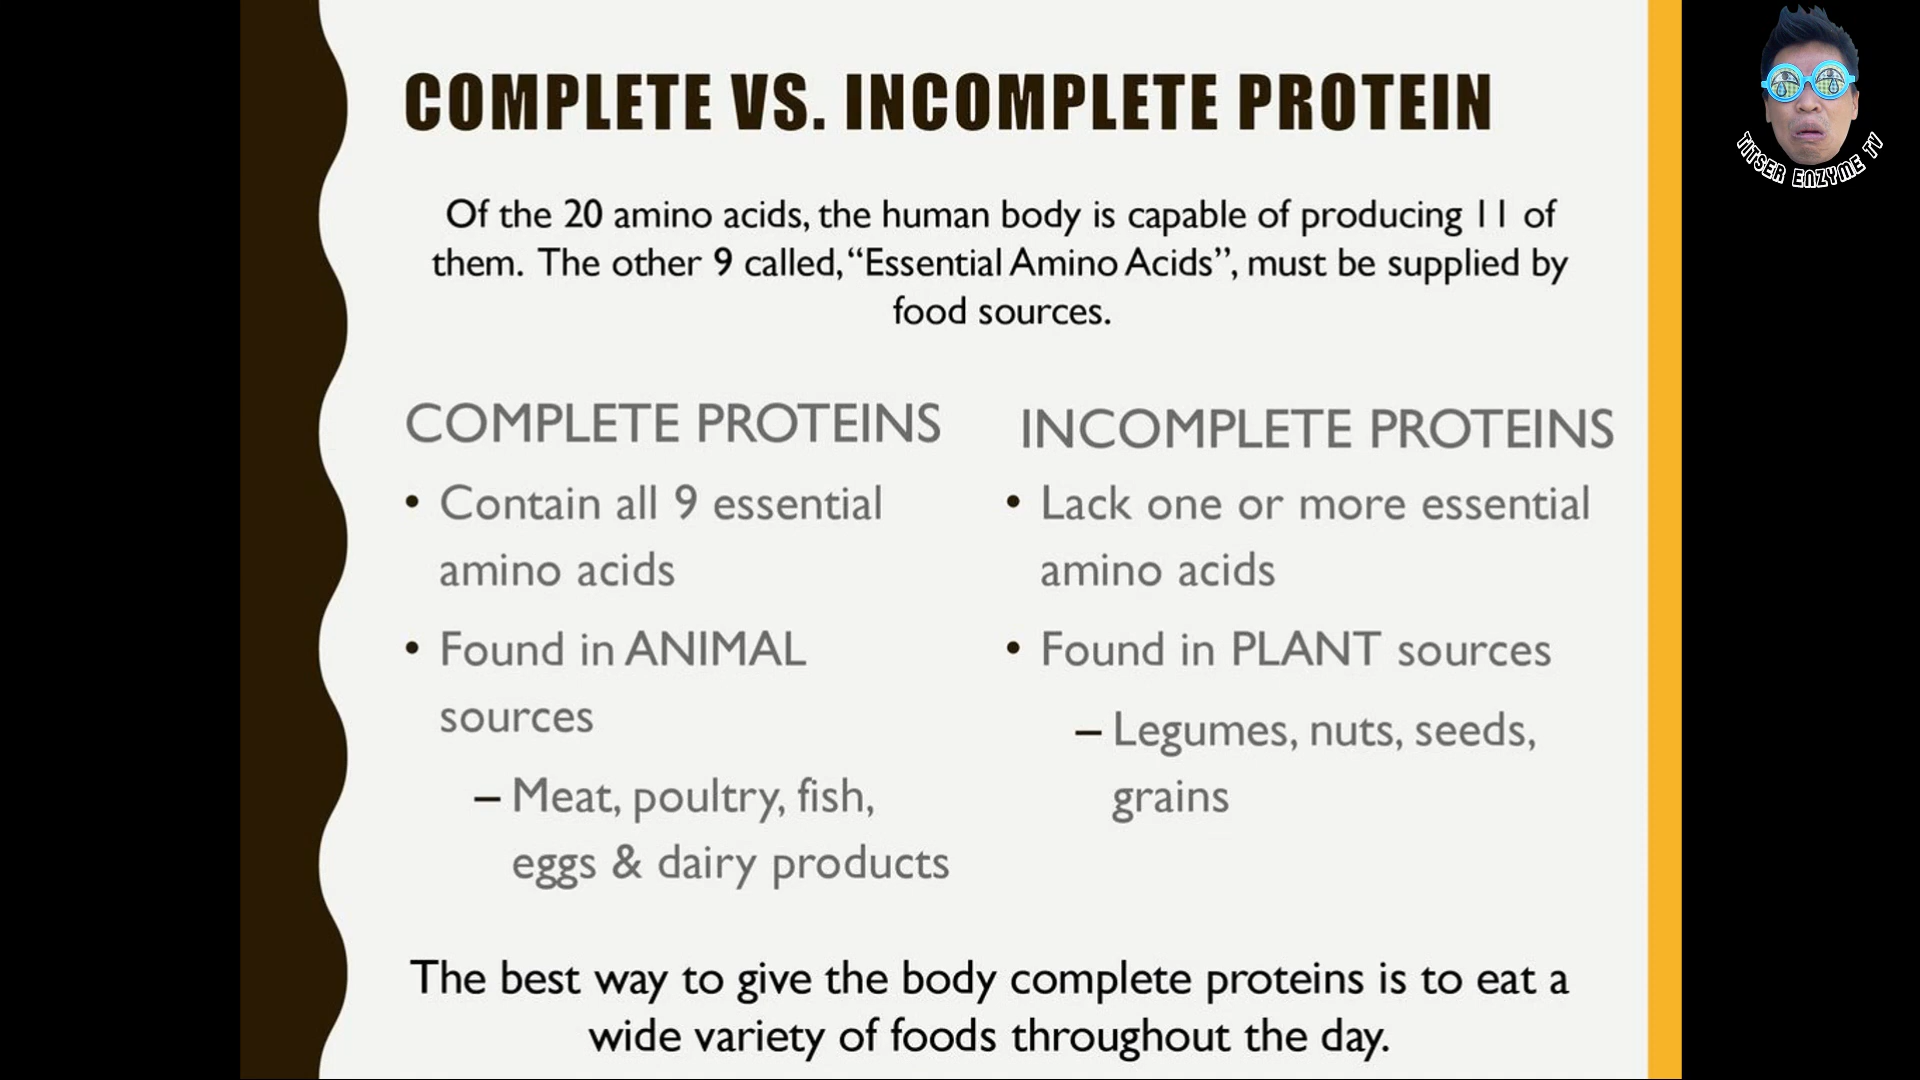 COMPLETE VS. INCOMPLETE PROTEIN
Of the 20 amino acids, the human body is capable of producing 11 of
them. The other 9 called, “Essential Amino Acids”, must be supplied by
food sources.
COMPLETE PROTEINS
• Contain all 9 essential
amino acids
• Found in ANIMAL
sources
– Meat, poultry, fish,
eggs & dairy products
INCOMPLETE PROTEINS
• Lack one or more essential
amino acids
• Found in PLANT sources
– Legumes, nuts, seeds,
grains
The best way to give the body complete proteins is to eat a
wide variety of foods throughout the day.
TITSER ENZYME TV